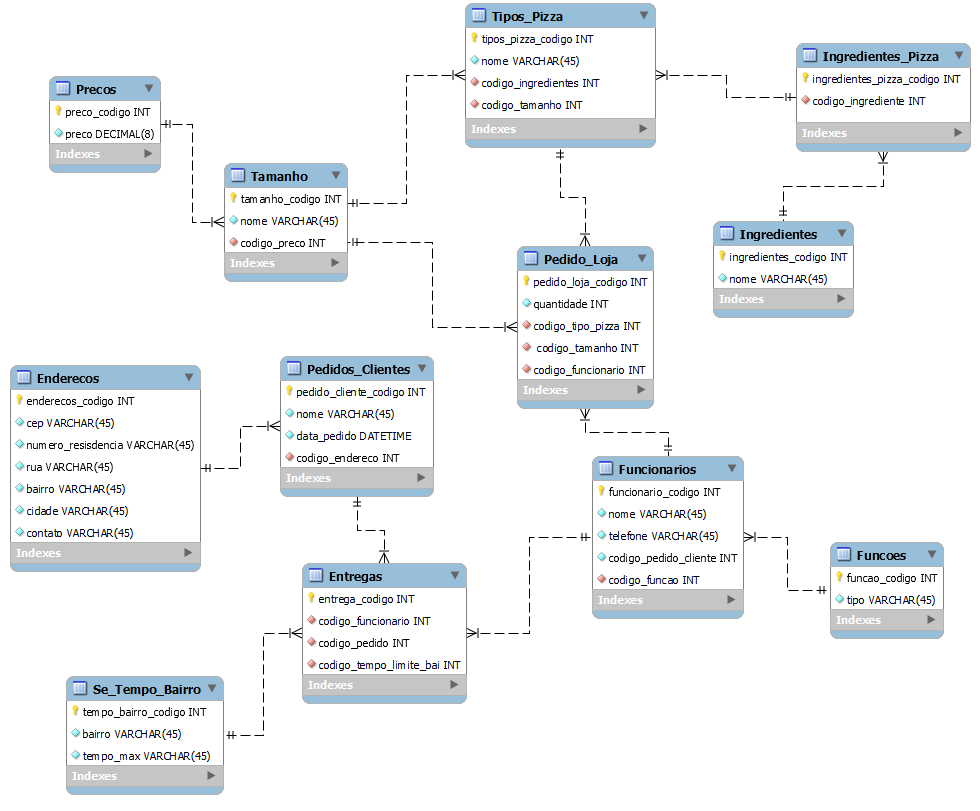 Tipos_Pizza
tipos_pizza_codigo INT
nome VARCHAR(45)
codigo_ingredientes INT
codigo_tamanho INT
Indexes
Ingredientes_Pizza
ingredientes_pizza_codigo INT
codigo_ingrediente INT
Indexes
Precos
preco_codigo INT
preco DECIMAL(8)
Indexes
Tamanho
tamanho_codigo INT
nome VARCHAR(45)
codigo_preco INT
Indexes
Ingredientes
ingredientes_codigo INT
nome VARCHAR(45)
Indexes
Pedido_Loja
pedido_loja_codigo INT
quantidade INT
codigo_tipo_pizza INT
codigo_tamanho INT
codigo_funcionario INT
Indexes
Enderecos
enderecos_codigo INT
cep VARCHAR(45)
numero_resisdencia VARCHAR(45)
rua VARCHAR(45)
bairro VARCHAR(45)
cidade VARCHAR(45)
contato VARCHAR(45)
Indexes
Pedidos_Clientes
pedido_cliente_codigo INT
nome VARCHAR(45)
data_pedido DATETIME
codigo_endereco INT
Indexes
Funcionarios
funcionario_codigo INT
nome VARCHAR(45)
telefone VARCHAR(45)
codigo_pedido_cliente INT
codigo_funcao INT
Indexes
Funcoes
funcao_codigo INT
tipo VARCHAR(45)
Indexes
Entregas
entrega_codigo INT
codigo_funcionario INT
codigo_pedido INT
codigo_tempo_limite_bai INT
Indexes
Se_Tempo_Bairro
tempo_bairro_codigo INT
bairro VARCHAR(45)
tempo_max VARCHAR(45)
Indexes